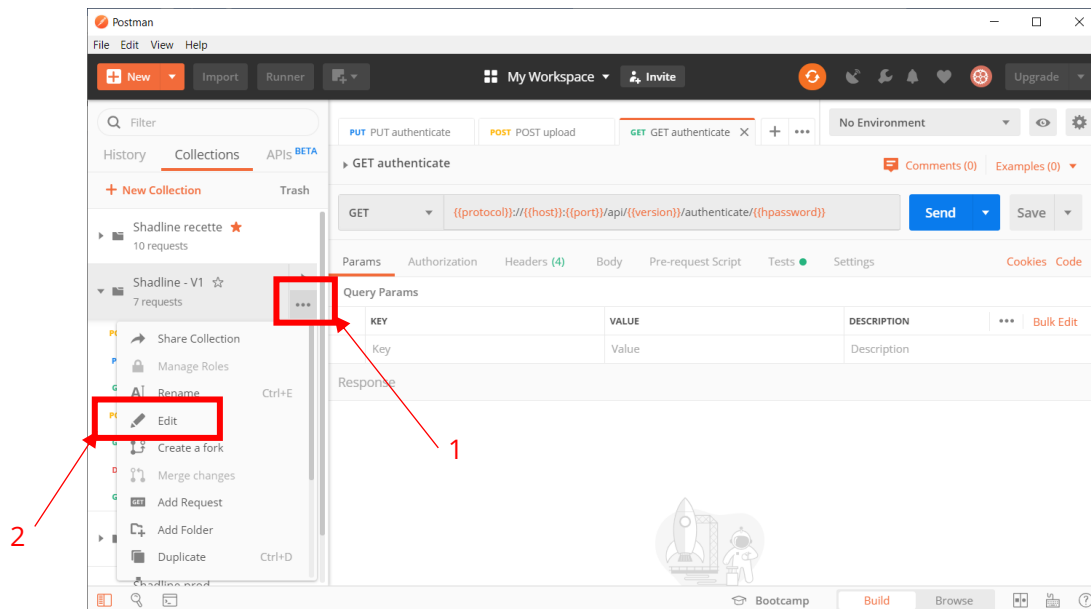 Postman
File Edit View Help
New Import Runner My Workspace Invite Upgrade
Filter
History Collections APIs BETA
New Collection Trash
Shadline recette
10 requests
Shadline - V1
7 requests
Share Collection
Manage Roles
Rename Ctrl+E
Edit
Create a fork
Merge changes
GET Add Request
Add Folder
Duplicate Ctrl+D
Shadline prod
PUT PUT authenticate POST POST upload GET GET authenticate
No Environment
GET authenticate
Comments (0) Examples (0)
GET {{protocol}}://{{host}}:{{port}}/api/{{version}}/authenticate/{{hpassword}} Send Save
Params Authorization Headers (4) Body Pre-request Script Tests Settings Cookies Code
Query Params
KEY VALUE DESCRIPTION Bulk Edit
Key Value Description
Response
1
2
Bootcamp Build Browse